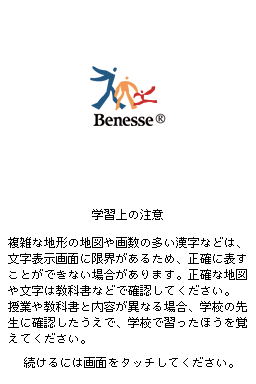 Benesse®
学習上の注意
複雑な地形の地図や画数の多い漢字などは、
文字表示画面に限界があるため、正確に表す
ことができない場合があります。正確な地図
や文字は教科書などで確認してください。
授業や教科書と内容が異なる場合、学校の先
生に確認したうえで、学校で習ったほうを覚
えてください。
続けるには画面をタッチしてください。